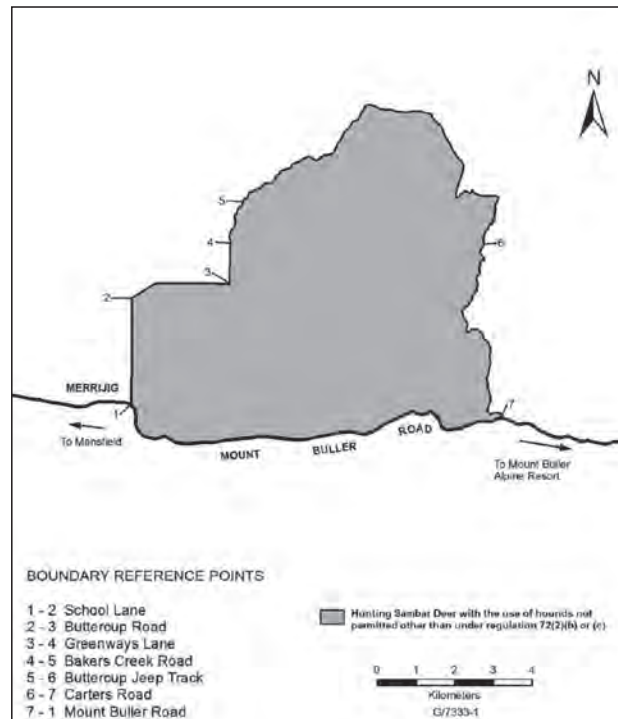 N
5
4
6
3
2
MERRIJIG
1
7
To Mansfield
MOUNT BULLER ROAD
To Mount Buller
Alpine Resort
BOUNDARY REFERENCE POINTS
1 - 2 School Lane
2 - 3 Buttercup Road
3 - 4 Greenways Lane
4 - 5 Bakers Creek Road
5 - 6 Buttercup Jeep Track
6 - 7 Carters Road
7 - 1 Mount Buller Road
Hunting Sambar Deer with the use of hounds not
permitted other than under regulation 72(2)(b) or (c)
0 1 2 3 4
Kilometers
G/7333-1